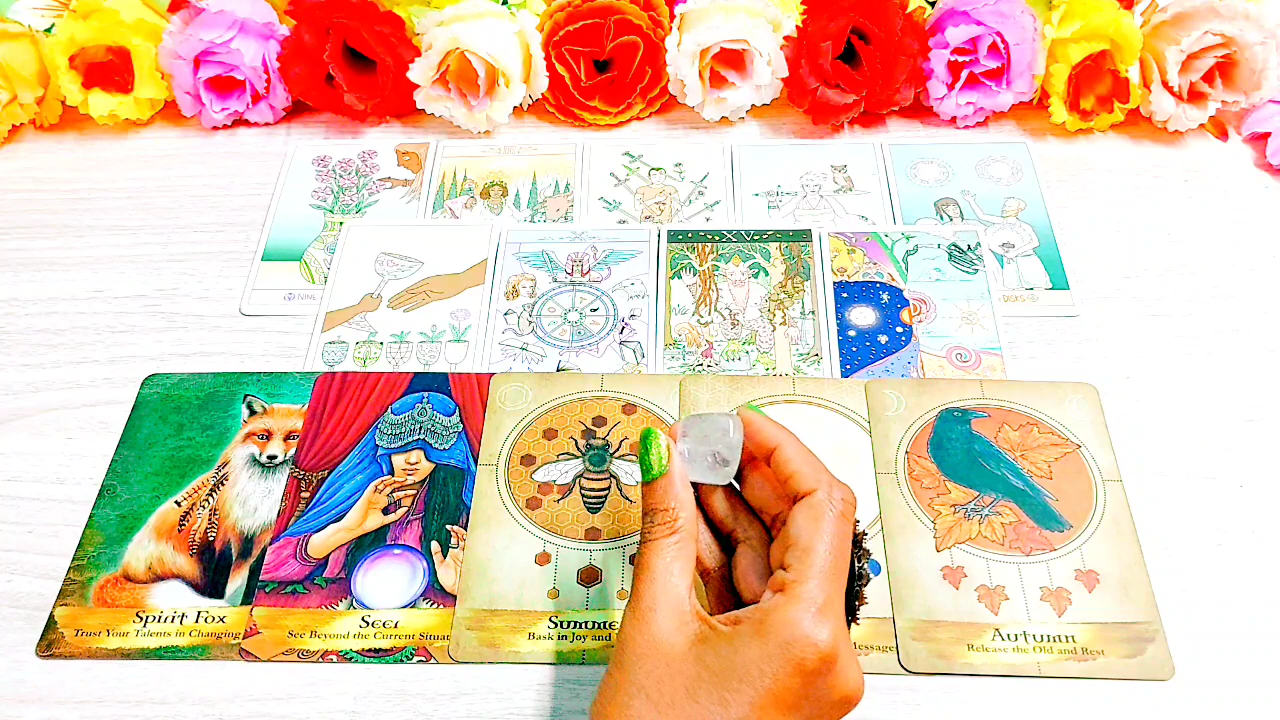 NINE
DISKS
X
XV
Spirit Fox
Trust Your Talents in Changing
Seer
See Beyond the Current Situat
Summe
Bask in Joy and
Messages
Autumn
Release the Old and Rest